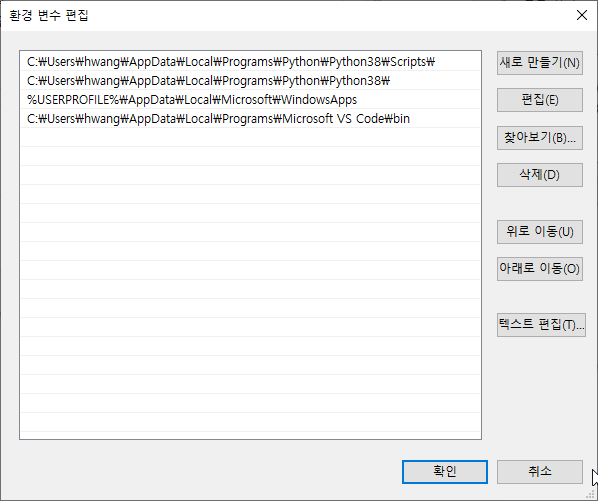 환경 변수 편집
C:₩Users₩hwang₩AppData₩Local₩Programs₩Python₩Python38₩Scripts₩
C:₩Users₩hwang₩AppData₩Local₩Programs₩Python₩Python38₩
%USERPROFILE%₩AppData₩Local₩Microsoft₩WindowsApps
C:₩Users₩hwang₩AppData₩Local₩Programs₩Microsoft VS Code₩bin
새로 만들기(N)
편집(E)
찾아보기(B)...
삭제(D)
위로 이동(U)
아래로 이동(O)
텍스트 편집(T)...
확인
취소